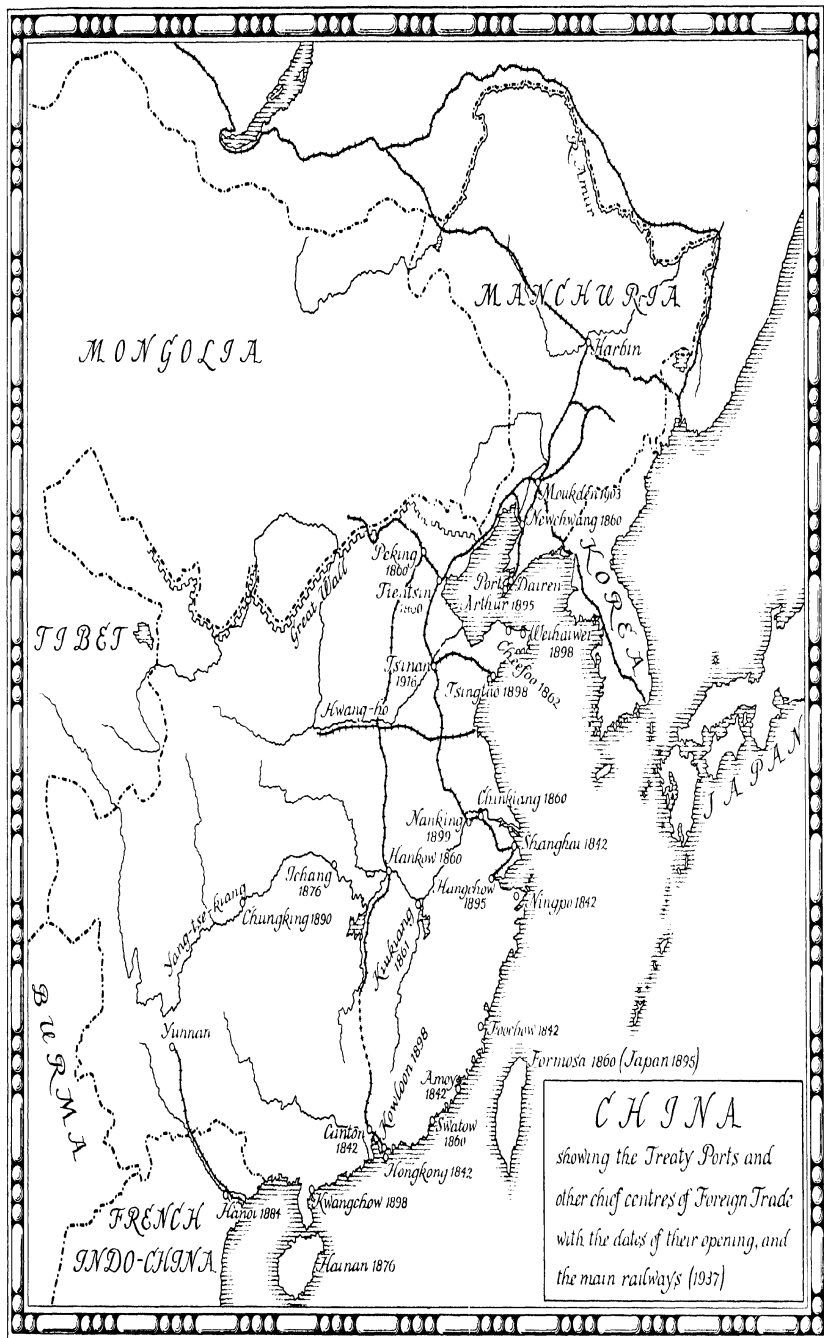 R. Amur
MANCHURIA
MONGOLIA
Harbin
Moukden 1903
Newchwang 1860
Peking
1860
KOREA
Great Wall
Tientsin
1860
Port
Arthur 1895
Dairen
TIBET
Weihaiwei
1898
Cheefoo 1862
Tsinan
1916
Tsingtao 1898
Hwang-ho
JAPAN
Chinkiang 1860
Nanking
1899
Shanghai 1842
Hankow 1860
Ichang
1876
Hangchow
1895
Ningpo 1842
Yang-tse-kiang
Chungking 1890
Kiukiang
1861
BURMA
Yunnan
Foochow 1842
Kowloon 1898
Formosa 1860 (Japan 1895)
Amoy
1842
Swatow
1860
Canton
1842
Hongkong 1842
Kwangchow 1898
Hanoi 1884
FRENCH
INDO-CHINA
Hainan 1876
CHINA
showing the Treaty Ports and
other chief centres of Foreign Trade
with the dates of their opening, and
the main railways (1937)